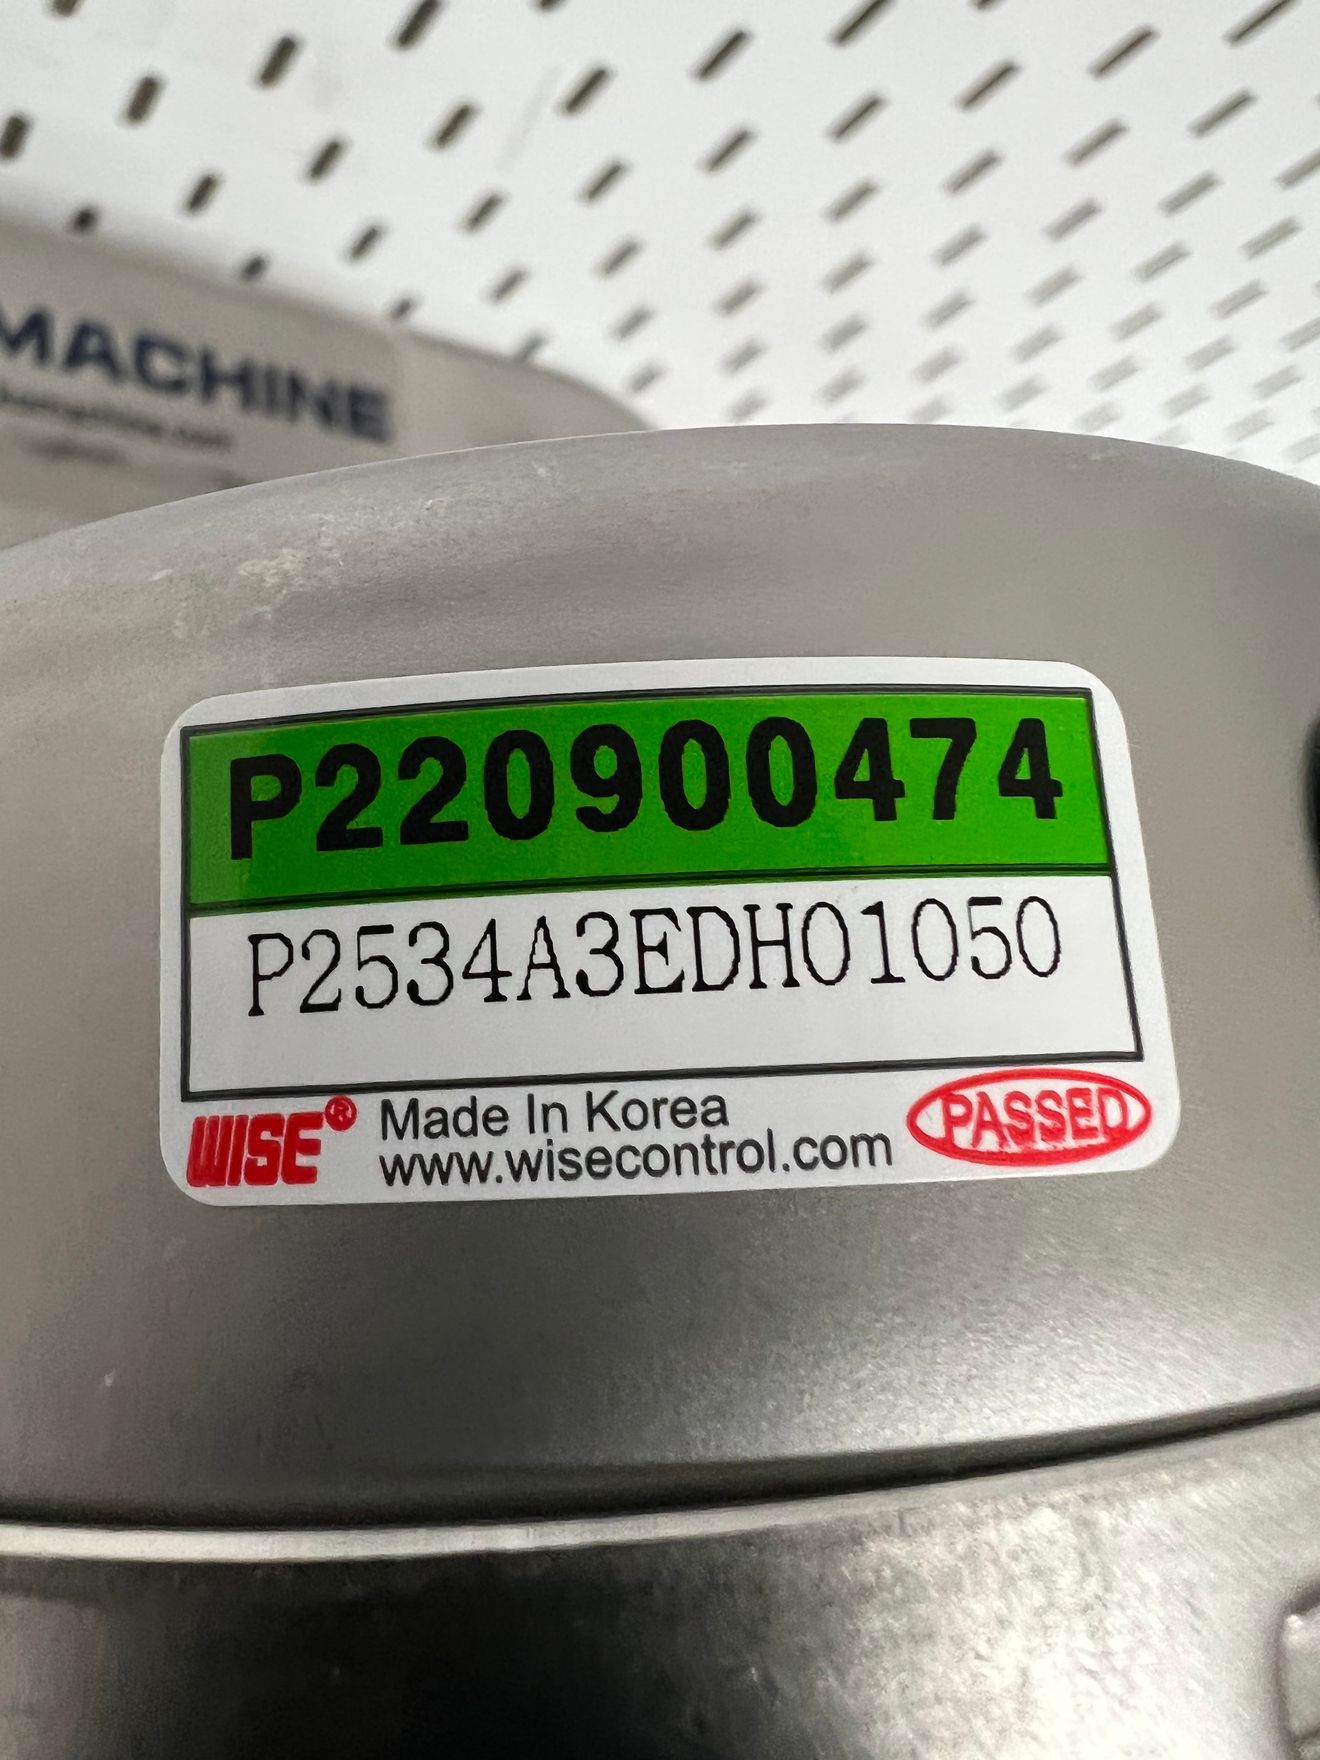 MACHINE
P220900474
P2534A3EDH01050
WISE® Made In Korea
www.wisecontrol.com
PASSED